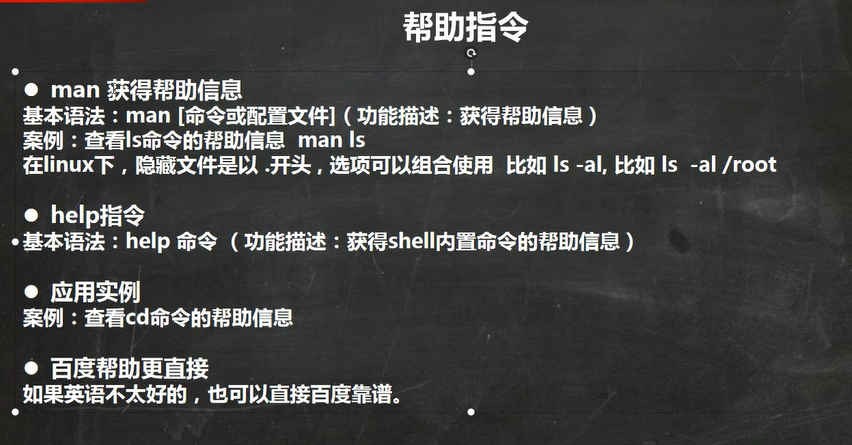 帮助指令
● man 获得帮助信息
基本语法：man [命令或配置文件]（功能描述：获得帮助信息）
案例：查看ls命令的帮助信息 man ls
在linux下，隐藏文件是以 .开头，选项可以组合使用 比如 ls -al, 比如 ls -al /root
● help指令
基本语法：help 命令 （功能描述：获得shell内置命令的帮助信息）
● 应用实例
案例：查看cd命令的帮助信息
● 百度帮助更直接
如果英语不太好的，也可以直接百度靠谱。